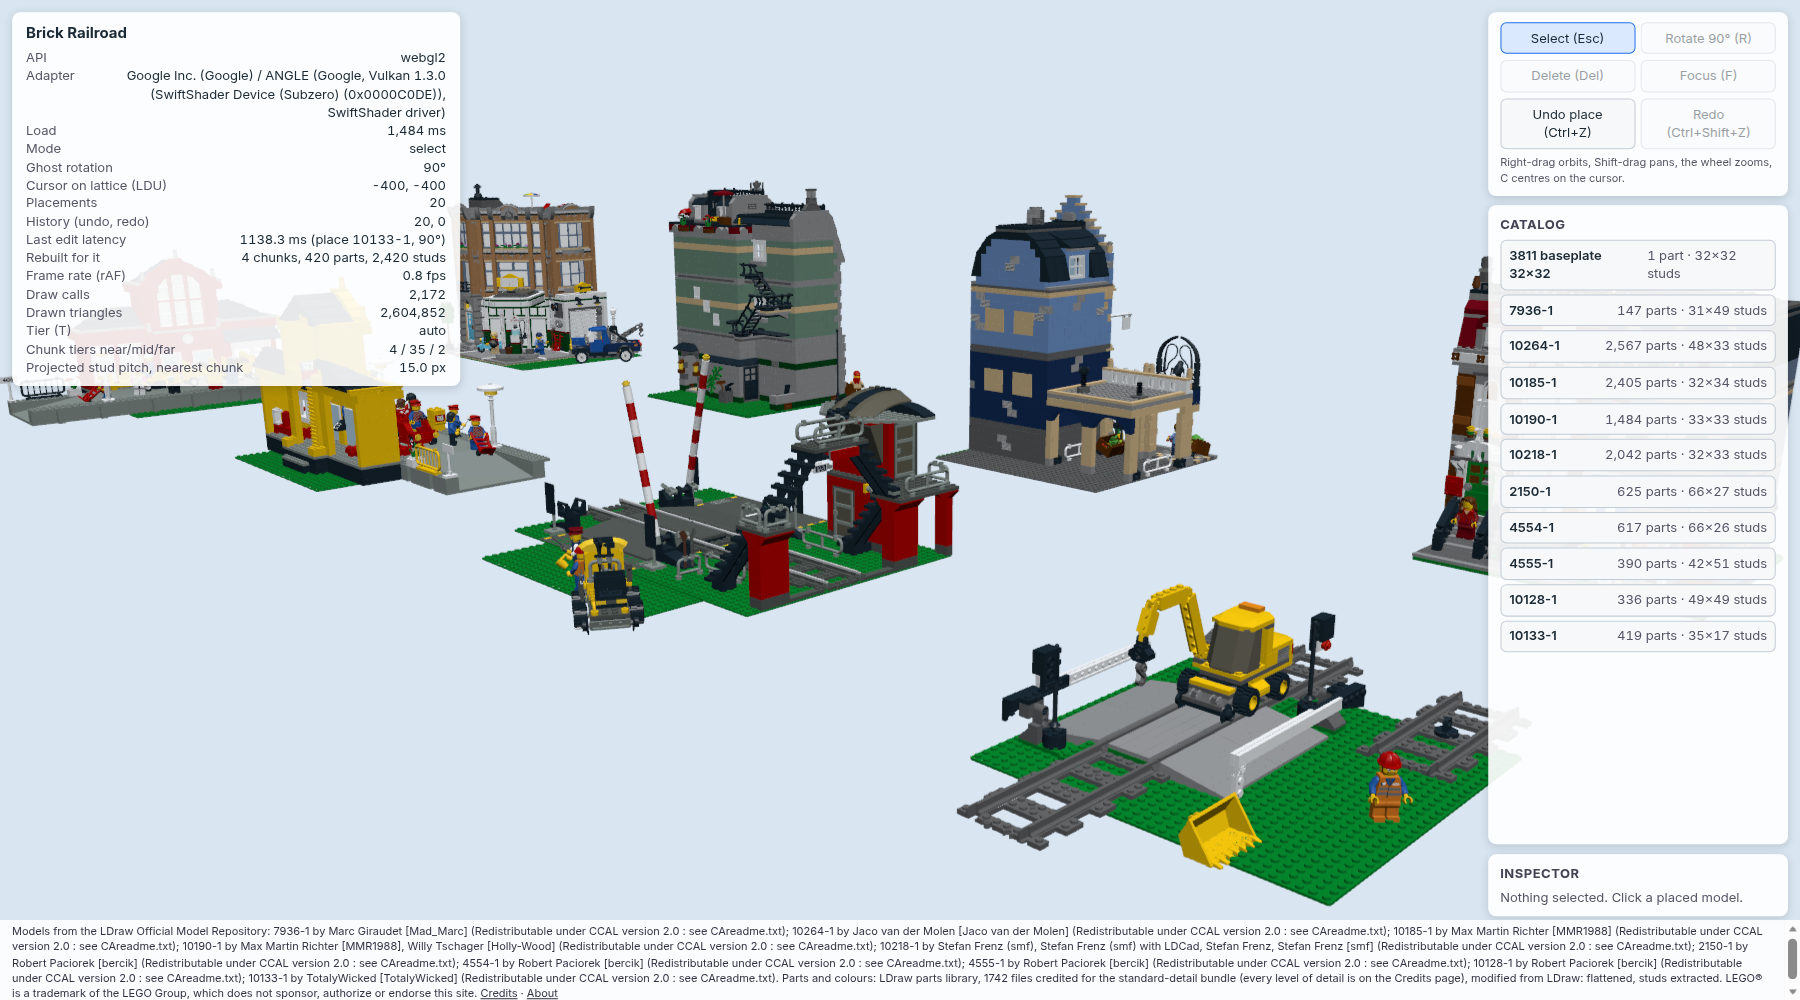 Brick Railroad
API webgl2
Adapter Google Inc. (Google) / ANGLE (Google, Vulkan 1.3.0
(SwiftShader Device (Subzero) (0x0000C0DE)),
SwiftShader driver)
Load 1,484 ms
Mode select
Ghost rotation 90°
Cursor on lattice (LDU) -400, -400
Placements 20
History (undo, redo) 20, 0
Last edit latency 1138.3 ms (place 10133-1, 90°)
Rebuilt for it 4 chunks, 420 parts, 2,420 studs
Frame rate (rAF) 0.8 fps
Draw calls 2,172
Drawn triangles 2,604,852
Tier (T) auto
Chunk tiers near/mid/far 4 / 35 / 2
Projected stud pitch, nearest chunk 15.0 px
Select (Esc) Rotate 90° (R)
Delete (Del) Focus (F)
Undo place Redo
(Ctrl+Z) (Ctrl+Shift+Z)
Right-drag orbits, Shift-drag pans, the wheel zooms,
C centres on the cursor.
CATALOG
3811 baseplate 1 part · 32×32
32×32 studs
7936-1 147 parts · 31×49 studs
10264-1 2,567 parts · 48×33 studs
10185-1 2,405 parts · 32×34 studs
10190-1 1,484 parts · 33×33 studs
10218-1 2,042 parts · 32×33 studs
2150-1 625 parts · 66×27 studs
4554-1 617 parts · 66×26 studs
4555-1 390 parts · 42×51 studs
10128-1 336 parts · 49×49 studs
10133-1 419 parts · 35×17 studs
INSPECTOR
Nothing selected. Click a placed model.
Models from the LDraw Official Model Repository: 7936-1 by Marc Giraudet [Mad_Marc] (Redistributable under CCAL version 2.0 : see CAreadme.txt); 10264-1 by Jaco van der Molen [Jaco van der Molen] (Redistributable under CCAL version 2.0 : see CAreadme.txt); 10185-1 by Max Martin Richter [MMR1988] (Redistributable under CCAL
version 2.0 : see CAreadme.txt); 10190-1 by Max Martin Richter [MMR1988], Willy Tschager [Holly-Wood] (Redistributable under CCAL version 2.0 : see CAreadme.txt); 10218-1 by Stefan Frenz (smf), Stefan Frenz (smf) with LDCad, Stefan Frenz, Stefan Frenz [smf] (Redistributable under CCAL version 2.0 : see CAreadme.txt); 2150-1 by
Robert Paciorek [bercik] (Redistributable under CCAL version 2.0 : see CAreadme.txt); 4554-1 by Robert Paciorek [bercik] (Redistributable under CCAL version 2.0 : see CAreadme.txt); 4555-1 by Robert Paciorek [bercik] (Redistributable under CCAL version 2.0 : see CAreadme.txt); 10128-1 by Robert Paciorek [bercik] (Redistributable
under CCAL version 2.0 : see CAreadme.txt); 10133-1 by TotalyWicked [TotalyWicked] (Redistributable under CCAL version 2.0 : see CAreadme.txt). Parts and colours: LDraw parts library, 1742 files credited for the standard-detail bundle (every level of detail is on the Credits page), modified from LDraw: flattened, studs extracted. LEGO®
is a trademark of the LEGO Group, which does not sponsor, authorize or endorse this site. Credits · About